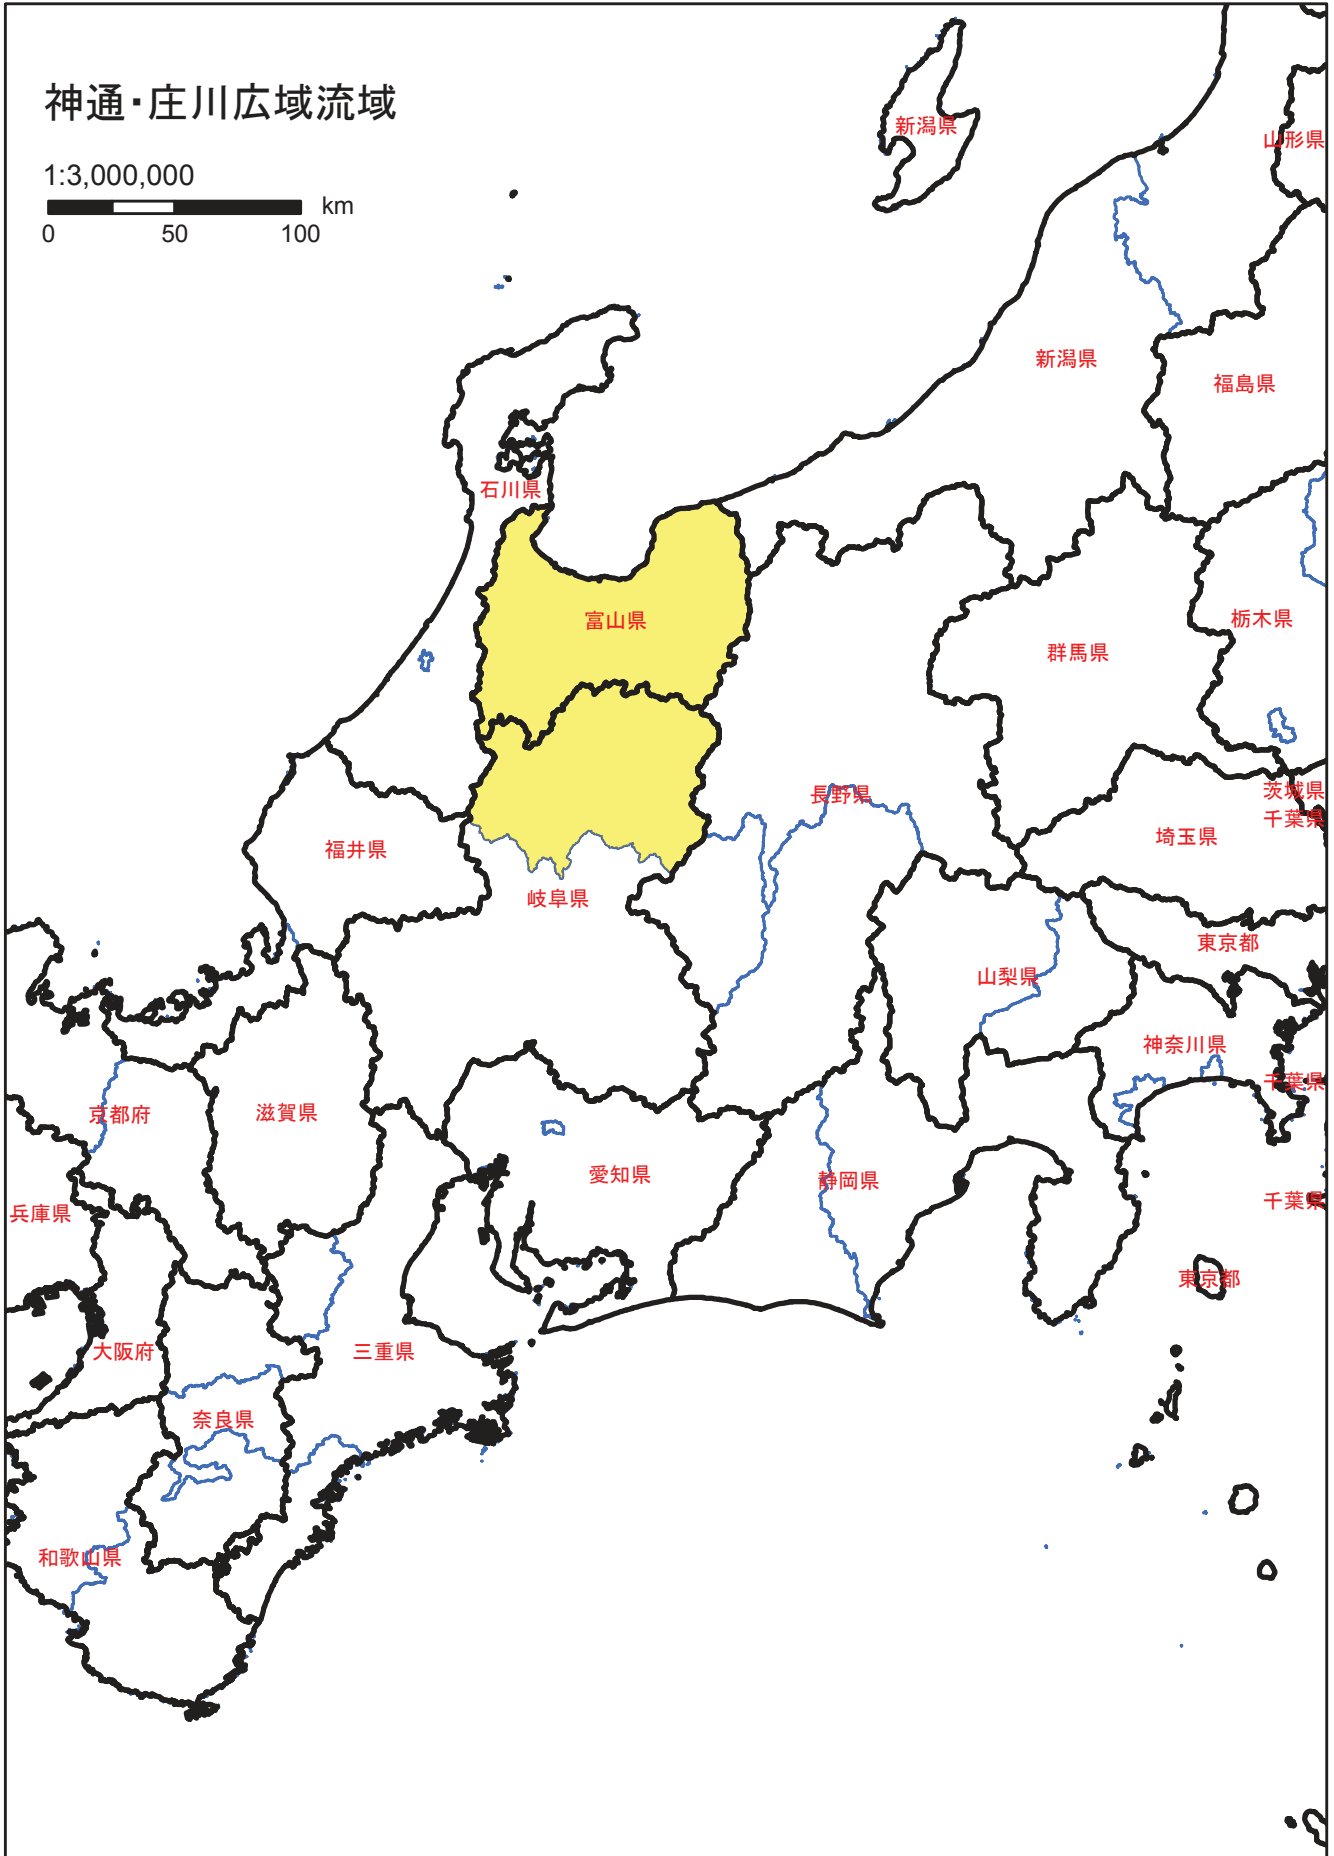 神通・庄川広域流域
1:3,000,000
km
0 50 100
新潟県
山形県
新潟県
福島県
石川県
富山県
栃木県
群馬県
長野県
茨城県
千葉県
埼玉県
福井県
岐阜県
東京都
山梨県
神奈川県
千葉県
京都府
滋賀県
愛知県
静岡県
千葉県
兵庫県
東京都
大阪府
三重県
奈良県
和歌山県